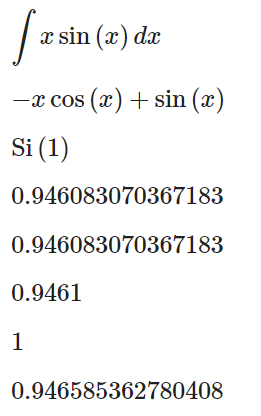 ∫ x sin (x) dx
−x cos (x) + sin (x)
Si (1)
0.946083070367183
0.946083070367183
0.9461
1
0.946585362780408